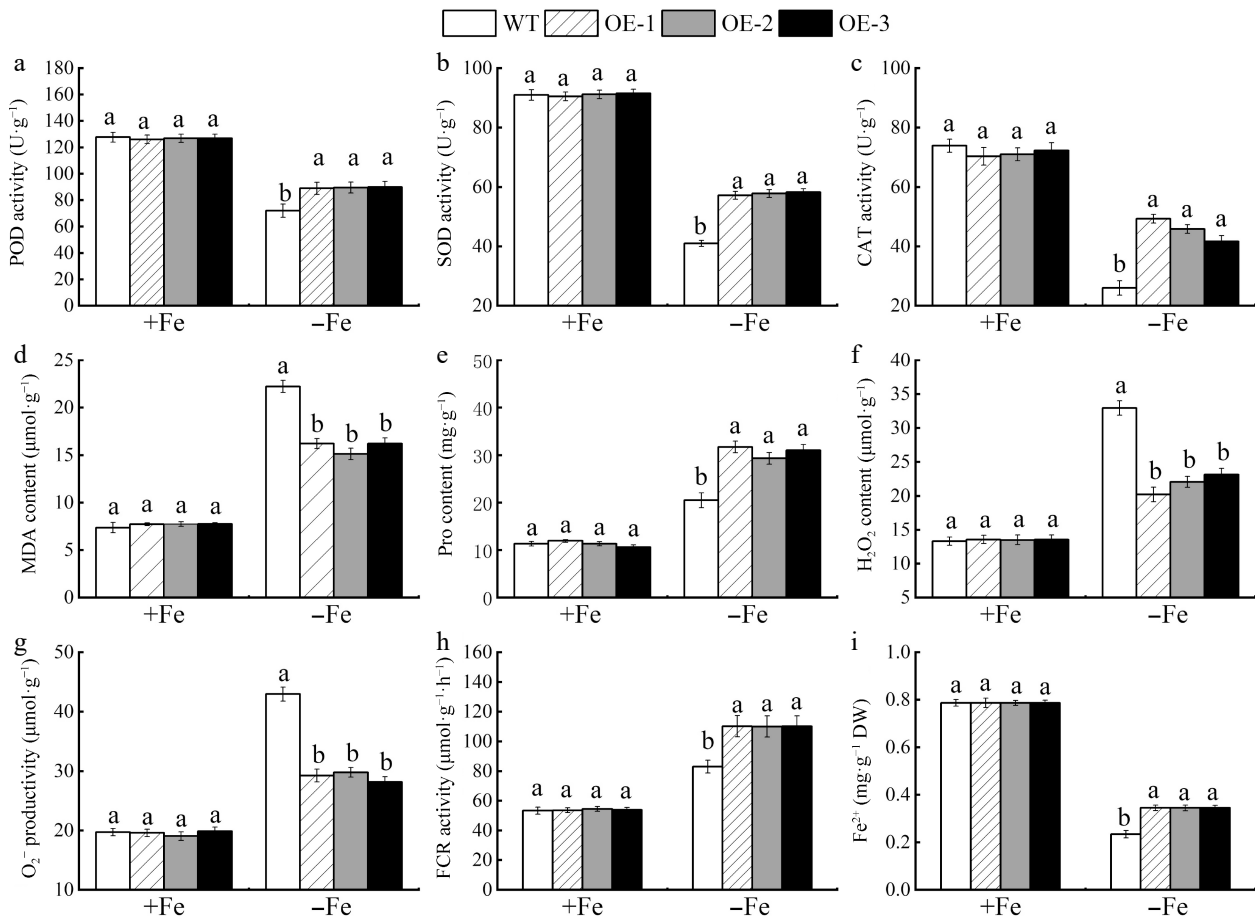 WT OE-1 OE-2 OE-3
a
180
160
140
120
100
80
60
40
20
0
POD activity (U·g⁻¹)
a a a a
b a a a
+Fe −Fe
b
100
80
60
40
20
SOD activity (U·g⁻¹)
a a a a
b a a a
+Fe −Fe
c
100
80
60
40
20
CAT activity (U·g⁻¹)
a a a a
b a a a
+Fe −Fe
d
25
20
15
10
5
0
MDA content (μmol·g⁻¹)
a a a a
a b b b
+Fe −Fe
e
50
40
30
20
10
0
Pro content (mg·g⁻¹)
a a a a
b a a a
+Fe −Fe
f
40
35
30
25
20
15
10
5
H₂O₂ content (μmol·g⁻¹)
a a a a
a b b b
+Fe −Fe
g
50
40
30
20
10
O₂⁻ productivity (μmol·g⁻¹)
a a a a
a b b b
+Fe −Fe
h
160
140
120
100
80
60
40
20
0
FCR activity (μmol·g⁻¹·h⁻¹)
a a a a
b a a a
+Fe −Fe
i
1.0
0.8
0.6
0.4
0.2
0.0
Fe²⁺ (mg·g⁻¹ DW)
a a a a
b a a a
+Fe −Fe